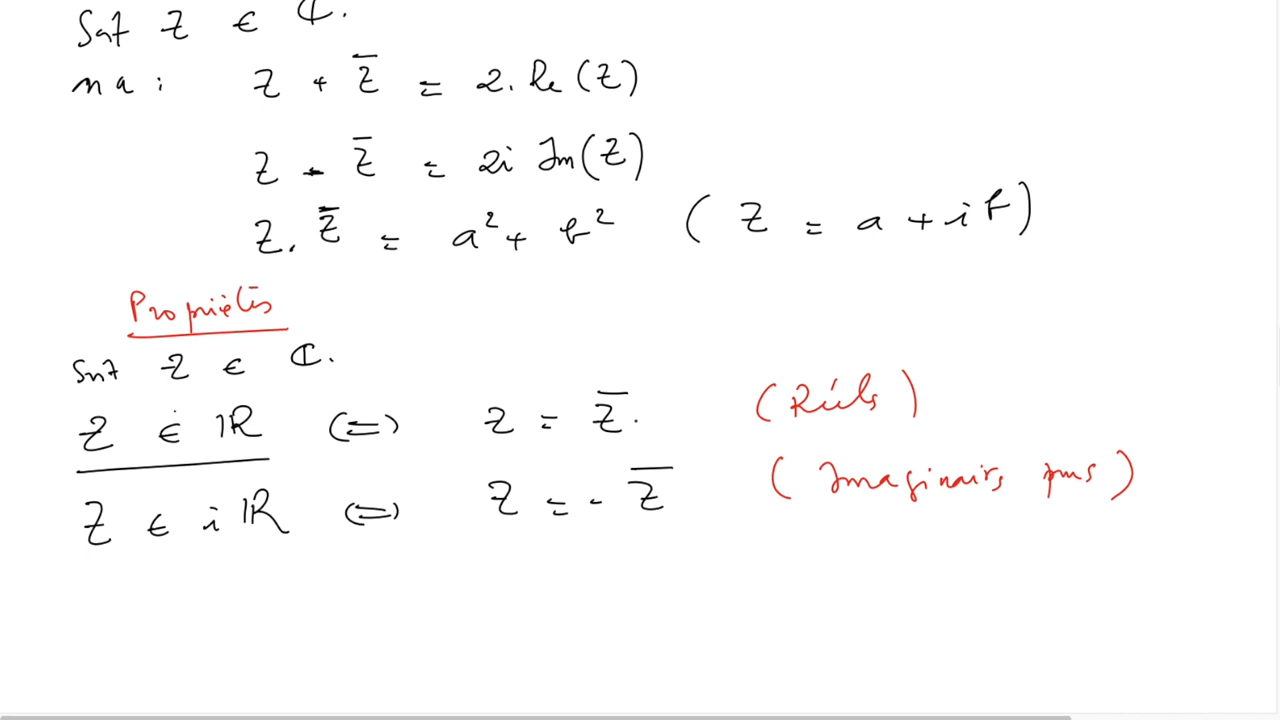 Soit Z ∈ ℂ.
on a : Z + Z̅ = 2. Re(Z)
Z - Z̅ = 2i Im(Z)
Z. Z̅ = a² + b² ( Z = a + ib )
Propriétés
Soit Z ∈ ℂ.
Z ∈ ℝ (=) Z = Z̅. (Réels)
Z ∈ iℝ (=) Z = - Z̅ (Imaginaires purs)